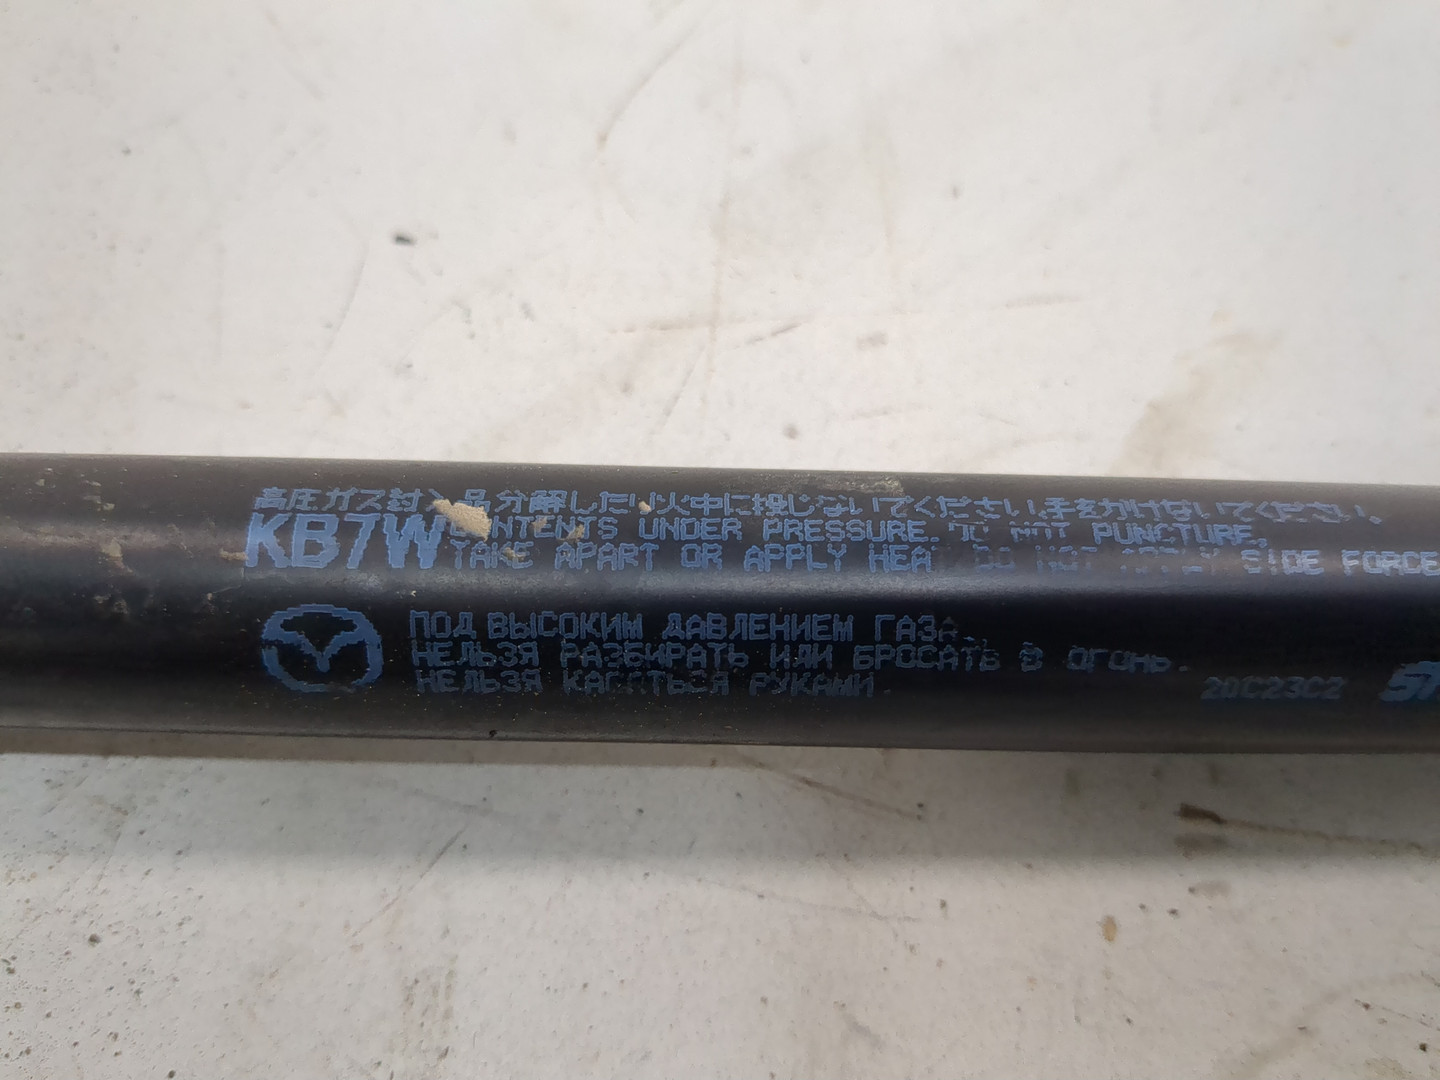 高圧ガス封入品分解したり火中に投じないでください.手をかけないでください.
KB7W
CONTENTS UNDER PRESSURE. DO NOT PUNCTURE,
TAKE APART OR APPLY HEAT DO NOT APPLY SIDE FORCE
ПОД ВЫСОКИМ ДАВЛЕНИЕМ ГАЗА.
НЕЛЬЗЯ РАЗБИРАТЬ ИЛИ БРОСАТЬ В ОГОНЬ.
НЕЛЬЗЯ КАСАТЬСЯ РУКАМИ.
20C23C2